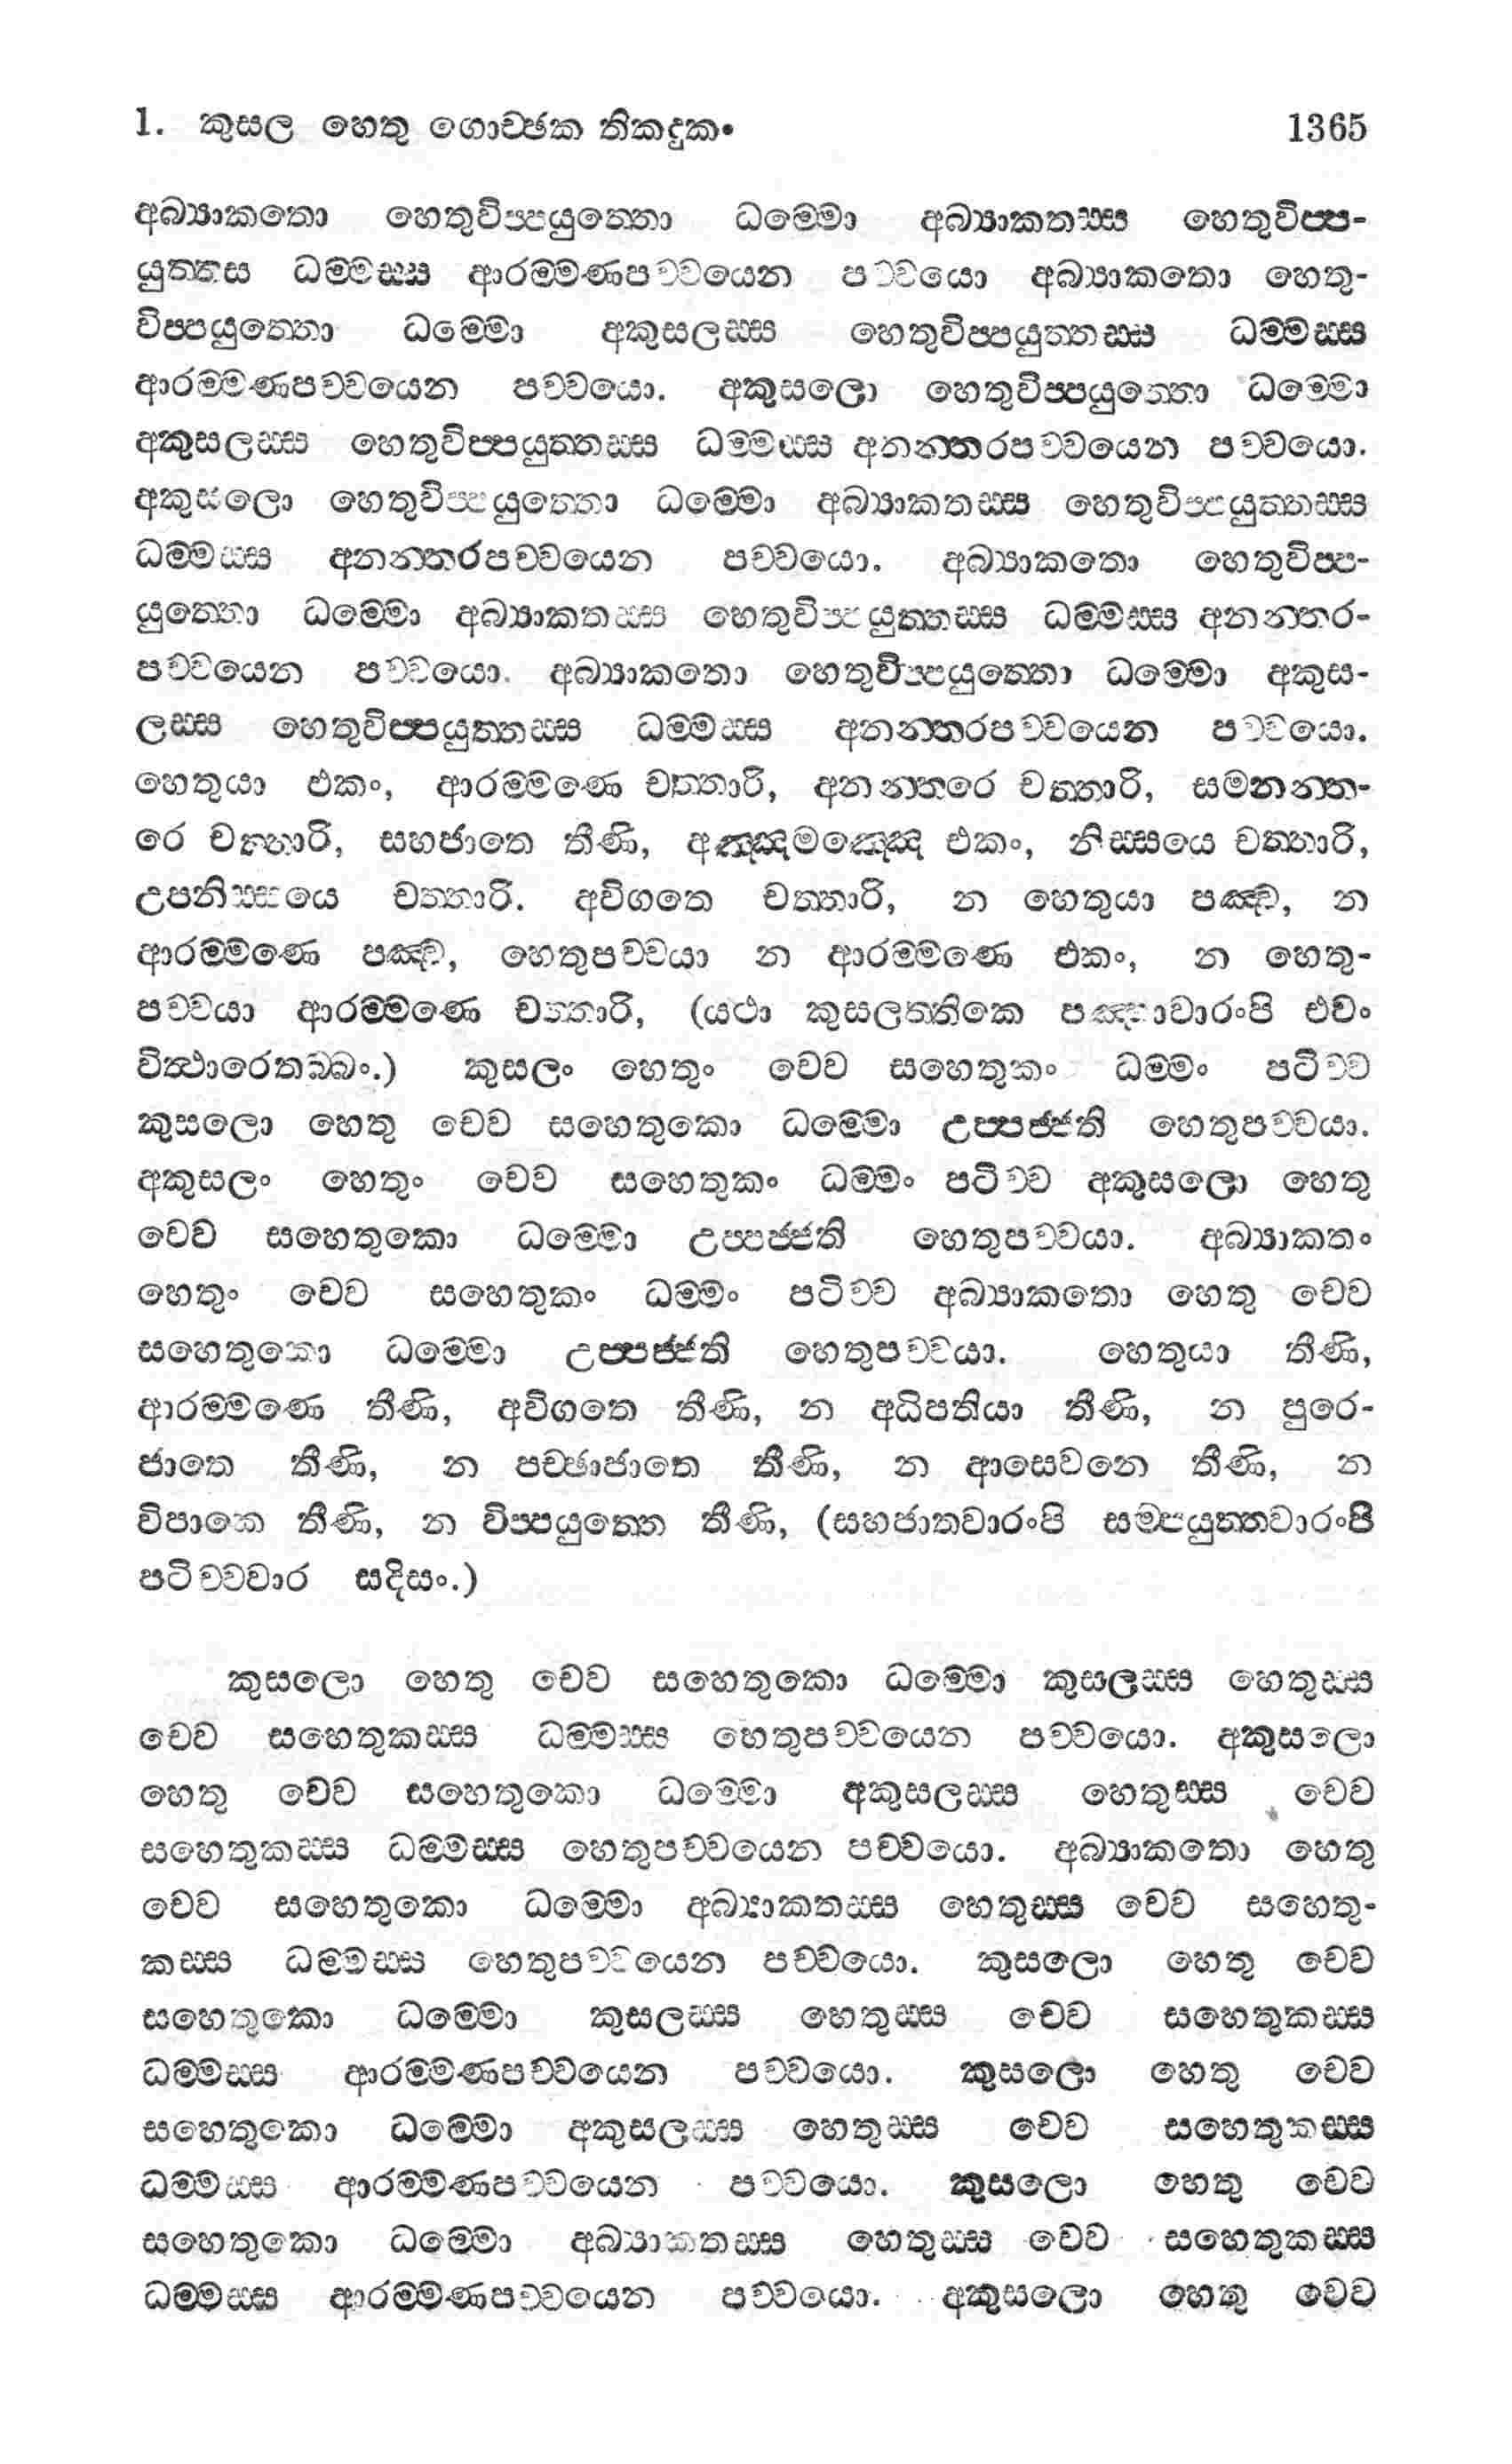 1. කුසල හෙතු ගොච්ඡක තිකදුකං 1365
අබ්‍යාකතො හෙතුවිප්පයුත්තො ධම්මො අබ්‍යාකතස්ස හෙතුවිප්ප-
යුත්තස ධම්මස්ස ආරම්මණපච්චයෙන පච්චයො අබ්‍යාකතො හෙතු-
විප්පයුත්තො ධම්මො අකුසලස්ස හෙතුවිප්පයුත්තස්ස ධම්මස්ස
ආරම්මණපච්චයෙන පච්චයො. අකුසලො හෙතුවිප්පයුත්තො ධම්මො
අකුසලස්ස හෙතුවිප්පයුත්තස්ස ධම්මස්ස අනන්තරපච්චයෙන පච්චයො.
අකුසලො හෙතුවිප්පයුත්තො ධම්මො අබ්‍යාකතස්ස හෙතුවිප්පයුත්තස්ස
ධම්මස්ස අනන්තරපච්චයෙන පච්චයො. අබ්‍යාකතො හෙතුවිප්ප-
යුත්තො ධම්මො අබ්‍යාකතස්ස හෙතුවිප්පයුත්තස්ස ධම්මස්ස අනන්තර-
පච්චයෙන පච්චයො. අබ්‍යාකතො හෙතුවිප්පයුත්තො ධම්මො අකුස-
ලස්ස හෙතුවිප්පයුත්තස්ස ධම්මස්ස අනන්තරපච්චයෙන පච්චයො.
හෙතුයා එකං, ආරම්මණෙ චත්තාරි, අනන්තරෙ චත්තාරි, සමනන්ත-
රෙ චත්තාරි, සහජාතෙ තීණි, අඤ්ඤමඤ්ඤෙ එකං, නිස්සයෙ චත්තාරි,
උපනිස්සයෙ චත්තාරි. අවිගතෙ චත්තාරි, න හෙතුයා පඤ්ච, න
ආරම්මණෙ පඤ්ච, හෙතුපච්චයා න ආරම්මණෙ එකං, න හෙතු-
පච්චයා ආරම්මණෙ චත්තාරි, (යථා කුසලත්තිකෙ පඤ්හාවාරංපි එවං
විත්ථාරෙතබ්බං.) කුසලං හෙතුං චෙව සහෙතුකං ධම්මං පටිච්ච
කුසලො හෙතු චෙව සහෙතුකො ධම්මො උප්පජ්ජති හෙතුපච්චයා.
අකුසලං හෙතුං චෙව සහෙතුකං ධම්මං පටිච්ච අකුසලො හෙතු
චෙව සහෙතුකො ධම්මො උප්පජ්ජති හෙතුපච්චයා. අබ්‍යාකතං
හෙතුං චෙව සහෙතුකං ධම්මං පටිච්ච අබ්‍යාකතො හෙතු චෙව
සහෙතුකො ධම්මො උප්පජ්ජති හෙතුපච්චයා. හෙතුයා තීණි,
ආරම්මණෙ තීණි, අවිගතෙ තීණි, න අධිපතියා තීණි, න පුරෙ-
ජාතෙ තීණි, න පච්ඡාජාතෙ තීණි, න ආසෙවනෙ තීණි, න
විපාකෙ තීණි, න විප්පයුත්තෙ තීණි, (සහජාතවාරංපි සම්පයුත්තවාරංපි
පටිච්චවාර සදිසං.)
කුසලො හෙතු චෙව සහෙතුකො ධම්මො කුසලස්ස හෙතුස්ස
චෙව සහෙතුකස්ස ධම්මස්ස හෙතුපච්චයෙන පච්චයො. අකුසලො
හෙතු චෙව සහෙතුකො ධම්මො අකුසලස්ස හෙතුස්ස චෙව
සහෙතුකස්ස ධම්මස්ස හෙතුපච්චයෙන පච්චයො. අබ්‍යාකතො හෙතු
චෙව සහෙතුකො ධම්මො අබ්‍යාකතස්ස හෙතුස්ස චෙව සහෙතු-
කස්ස ධම්මස්ස හෙතුපච්චයෙන පච්චයො. කුසලො හෙතු චෙව
සහෙතුකො ධම්මො කුසලස්ස හෙතුස්ස චෙව සහෙතුකස්ස
ධම්මස්ස ආරම්මණපච්චයෙන පච්චයො. කුසලො හෙතු චෙව
සහෙතුකො ධම්මො අකුසලස්ස හෙතුස්ස චෙව සහෙතුකස්ස
ධම්මස්ස ආරම්මණපච්චයෙන පච්චයො. කුසලො හෙතු චෙව
සහෙතුකො ධම්මො අබ්‍යාකතස්ස හෙතුස්ස චෙව සහෙතුකස්ස
ධම්මස්ස ආරම්මණපච්චයෙන පච්චයො. අකුසලො හෙතු චෙව